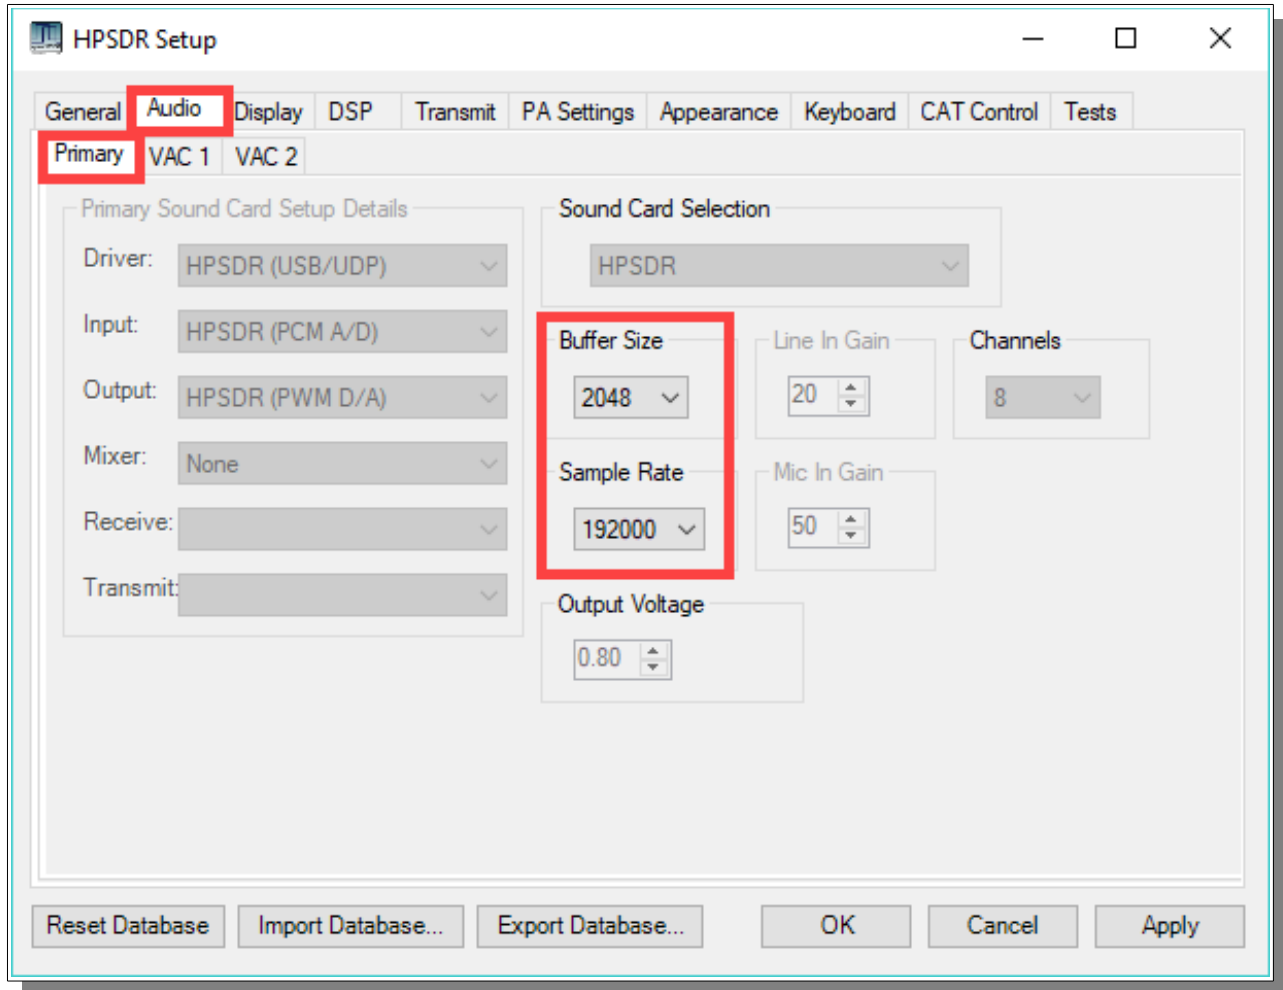 HPSDR Setup
General Audio Display DSP Transmit PA Settings Appearance Keyboard CAT Control Tests
Primary VAC 1 VAC 2
Primary Sound Card Setup Details
Driver: HPSDR (USB/UDP)
Input: HPSDR (PCM A/D)
Output: HPSDR (PWM D/A)
Mixer: None
Receive:
Transmit:
Sound Card Selection
HPSDR
Buffer Size
2048
Line In Gain
20
Channels
8
Sample Rate
192000
Mic In Gain
50
Output Voltage
0.80
Reset Database Import Database... Export Database... OK Cancel Apply